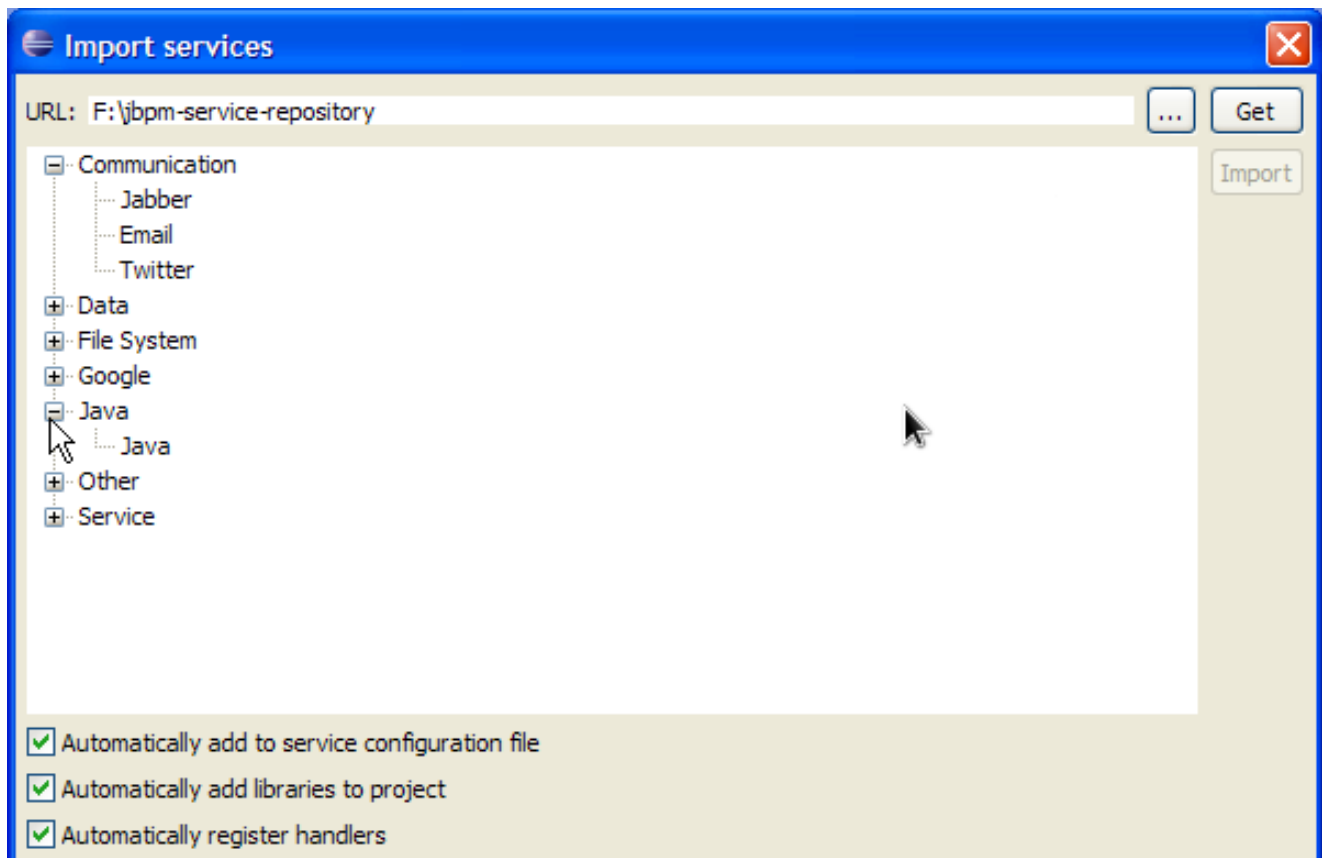 Import services
URL: F:\jbpm-service-repository ... Get
Import
Communication
Jabber
Email
Twitter
Data
File System
Google
Java
Java
Other
Service
Automatically add to service configuration file
Automatically add libraries to project
Automatically register handlers